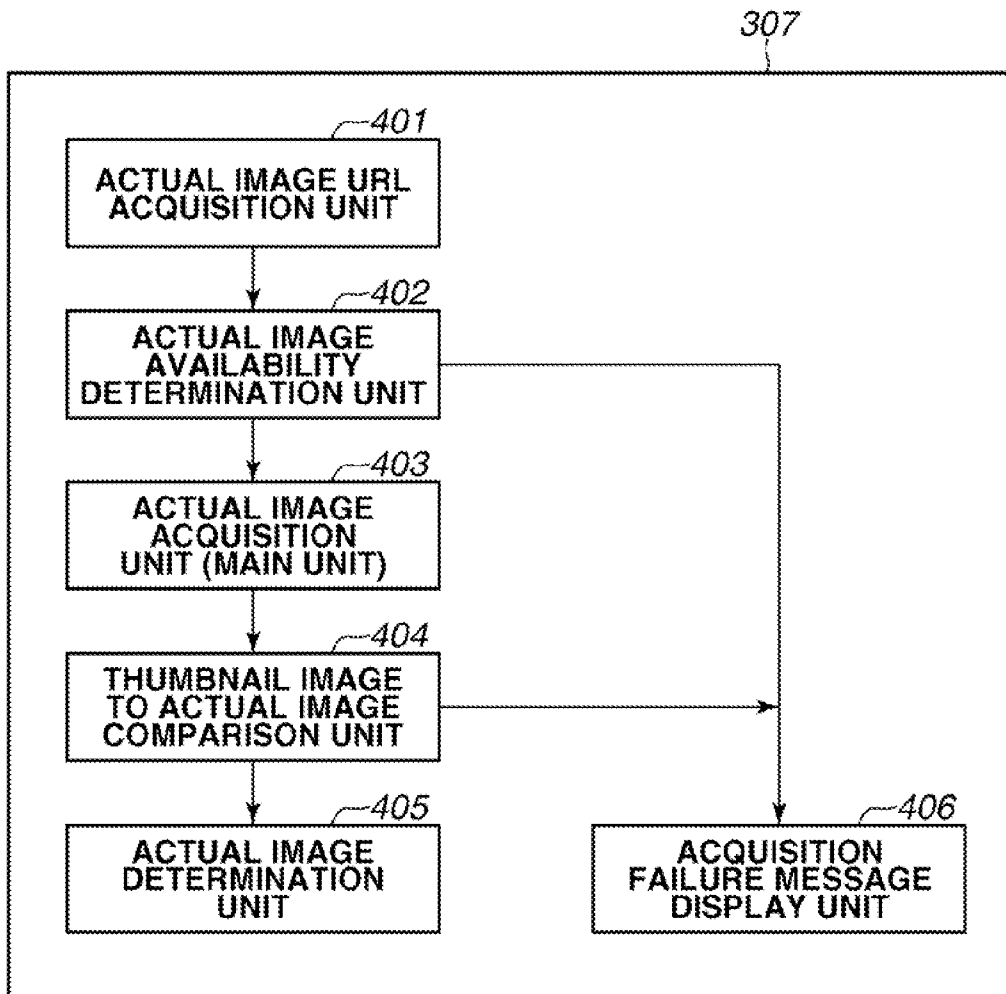 307
401
ACTUAL IMAGE URL
ACQUISITION UNIT
402
ACTUAL IMAGE
AVAILABILITY
DETERMINATION UNIT
403
ACTUAL IMAGE
ACQUISITION
UNIT (MAIN UNIT)
404
THUMBNAIL IMAGE
TO ACTUAL IMAGE
COMPARISON UNIT
405
ACTUAL IMAGE
DETERMINATION
UNIT
406
ACQUISITION
FAILURE MESSAGE
DISPLAY UNIT